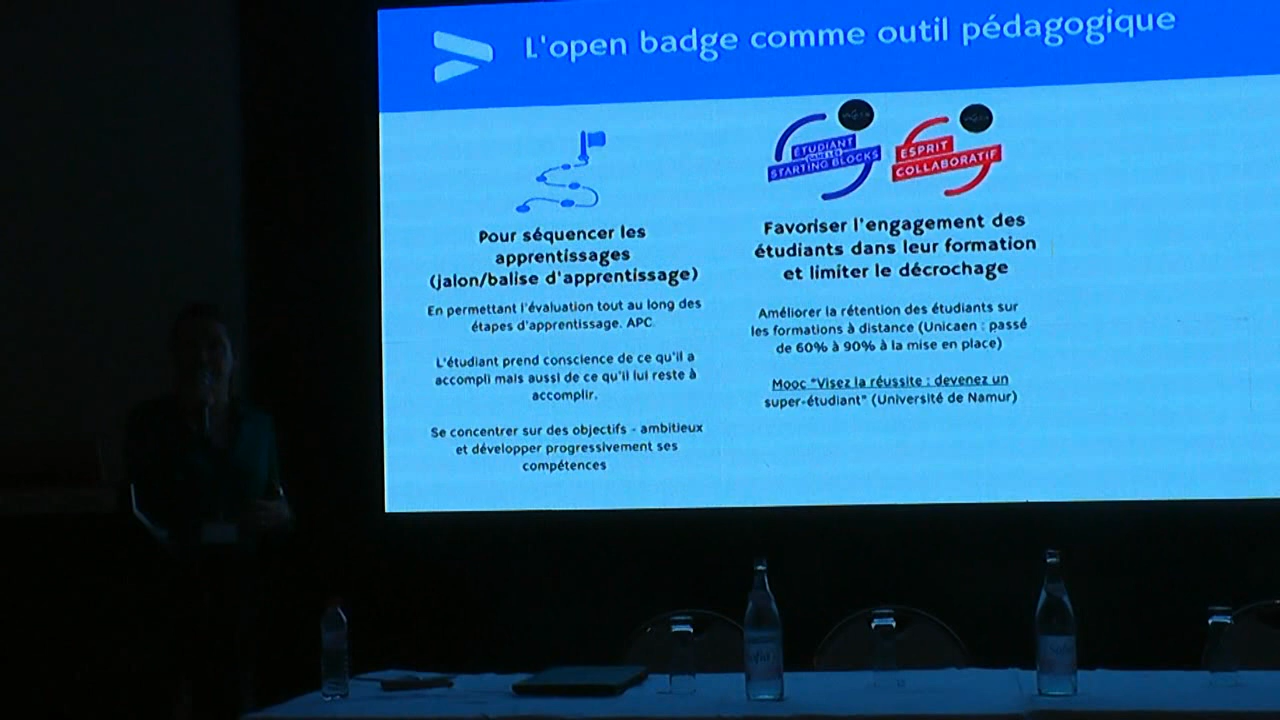 L'open badge comme outil pédagogique
Pour séquencer les
apprentissages
(jalon/balise d'apprentissage)
En permettant l'évaluation tout au long des
étapes d'apprentissage. APC
L'étudiant prend conscience de ce qu'il a
accompli mais aussi de ce qu'il lui reste à
accomplir.
Se concentrer sur des objectifs - ambitieux
et développer progressivement ses
compétences
ÉTUDIANT
DANS LES
STARTING BLOCKS
ESPRIT
COLLABORATIF
Favoriser l'engagement des
étudiants dans leur formation
et limiter le décrochage
Améliorer la rétention des étudiants sur
les formations à distance (Unicaen : passé
de 60% à 90% à la mise en place)
Mooc "Visez la réussite : devenez un
super-étudiant" (Université de Namur)